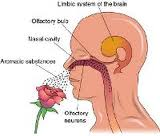 Limbic system of the brain
Olfactory bulb
Nasal cavity
Aromatic substances
Olfactory
neurons